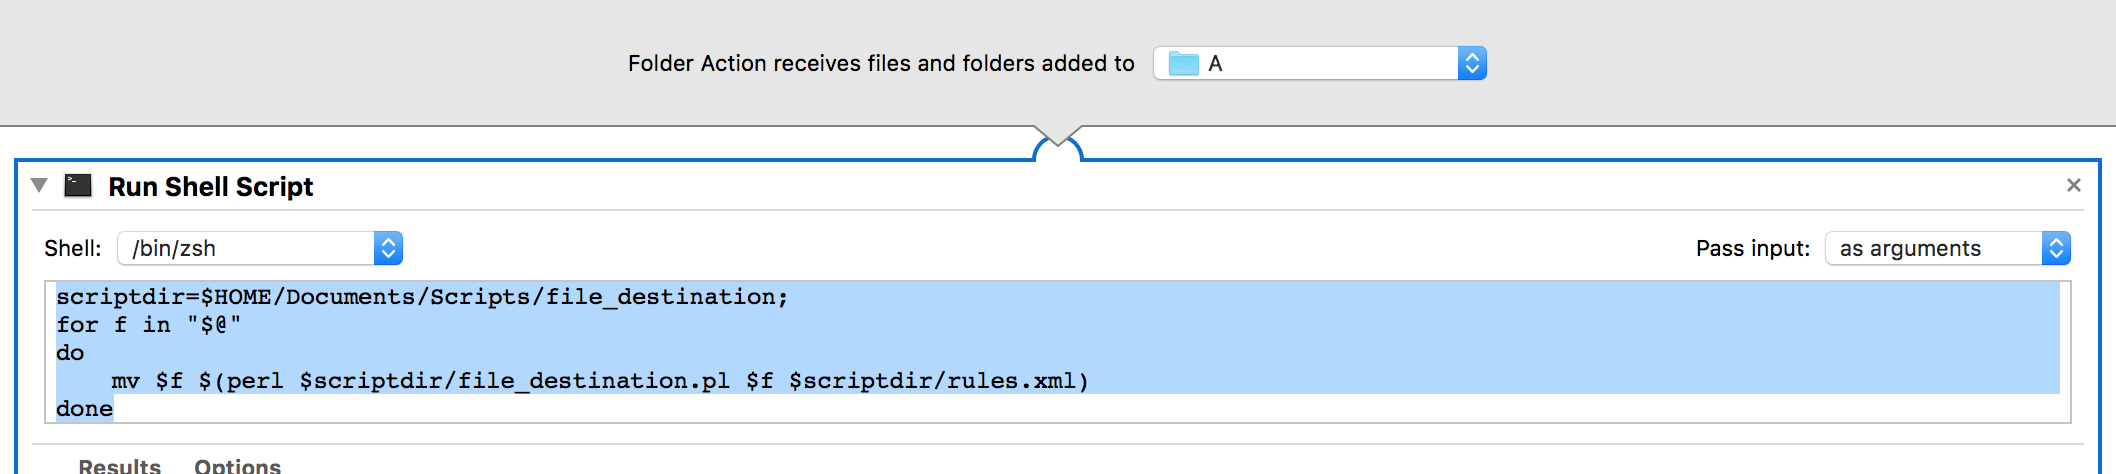 Folder Action receives files and folders added to A
Run Shell Script
Shell: /bin/zsh Pass input: as arguments
scriptdir=$HOME/Documents/Scripts/file_destination;
for f in "$@"
do
    mv $f $(perl $scriptdir/file_destination.pl $f $scriptdir/rules.xml)
done
Results Options